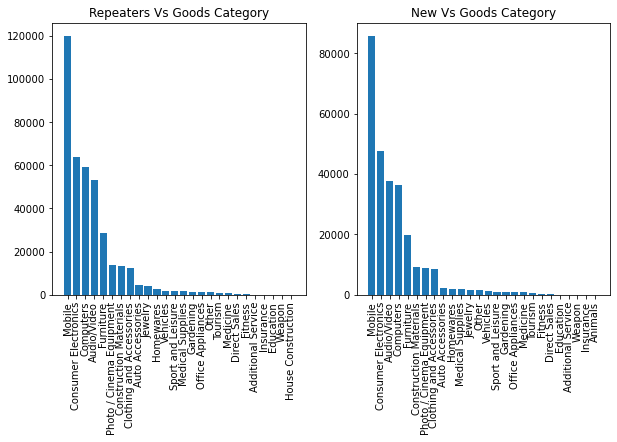 Repeaters Vs Goods Category
120000
100000
80000
60000
40000
20000
0
Mobile
Consumer Electronics
Computers
Audio/Video
Furniture
Photo / Cinema Equipment
Construction Materials
Clothing and Accessories
Auto Accessories
Jewelry
Homewares
Vehicles
Sport and Leisure
Medical Supplies
Gardening
Office Appliances
Other
Tourism
Medicine
Direct Sales
Fitness
Additional Service
Insurance
Education
Weapon
House Construction
New Vs Goods Category
80000
60000
40000
20000
0
Mobile
Consumer Electronics
Audio/Video
Computers
Furniture
Construction Materials
Photo / Cinema Equipment
Clothing and Accessories
Auto Accessories
Homewares
Medical Supplies
Jewelry
Other
Vehicles
Sport and Leisure
Gardening
Office Appliances
Medicine
Tourism
Fitness
Direct Sales
Education
Additional Service
Weapon
Insurance
Animals